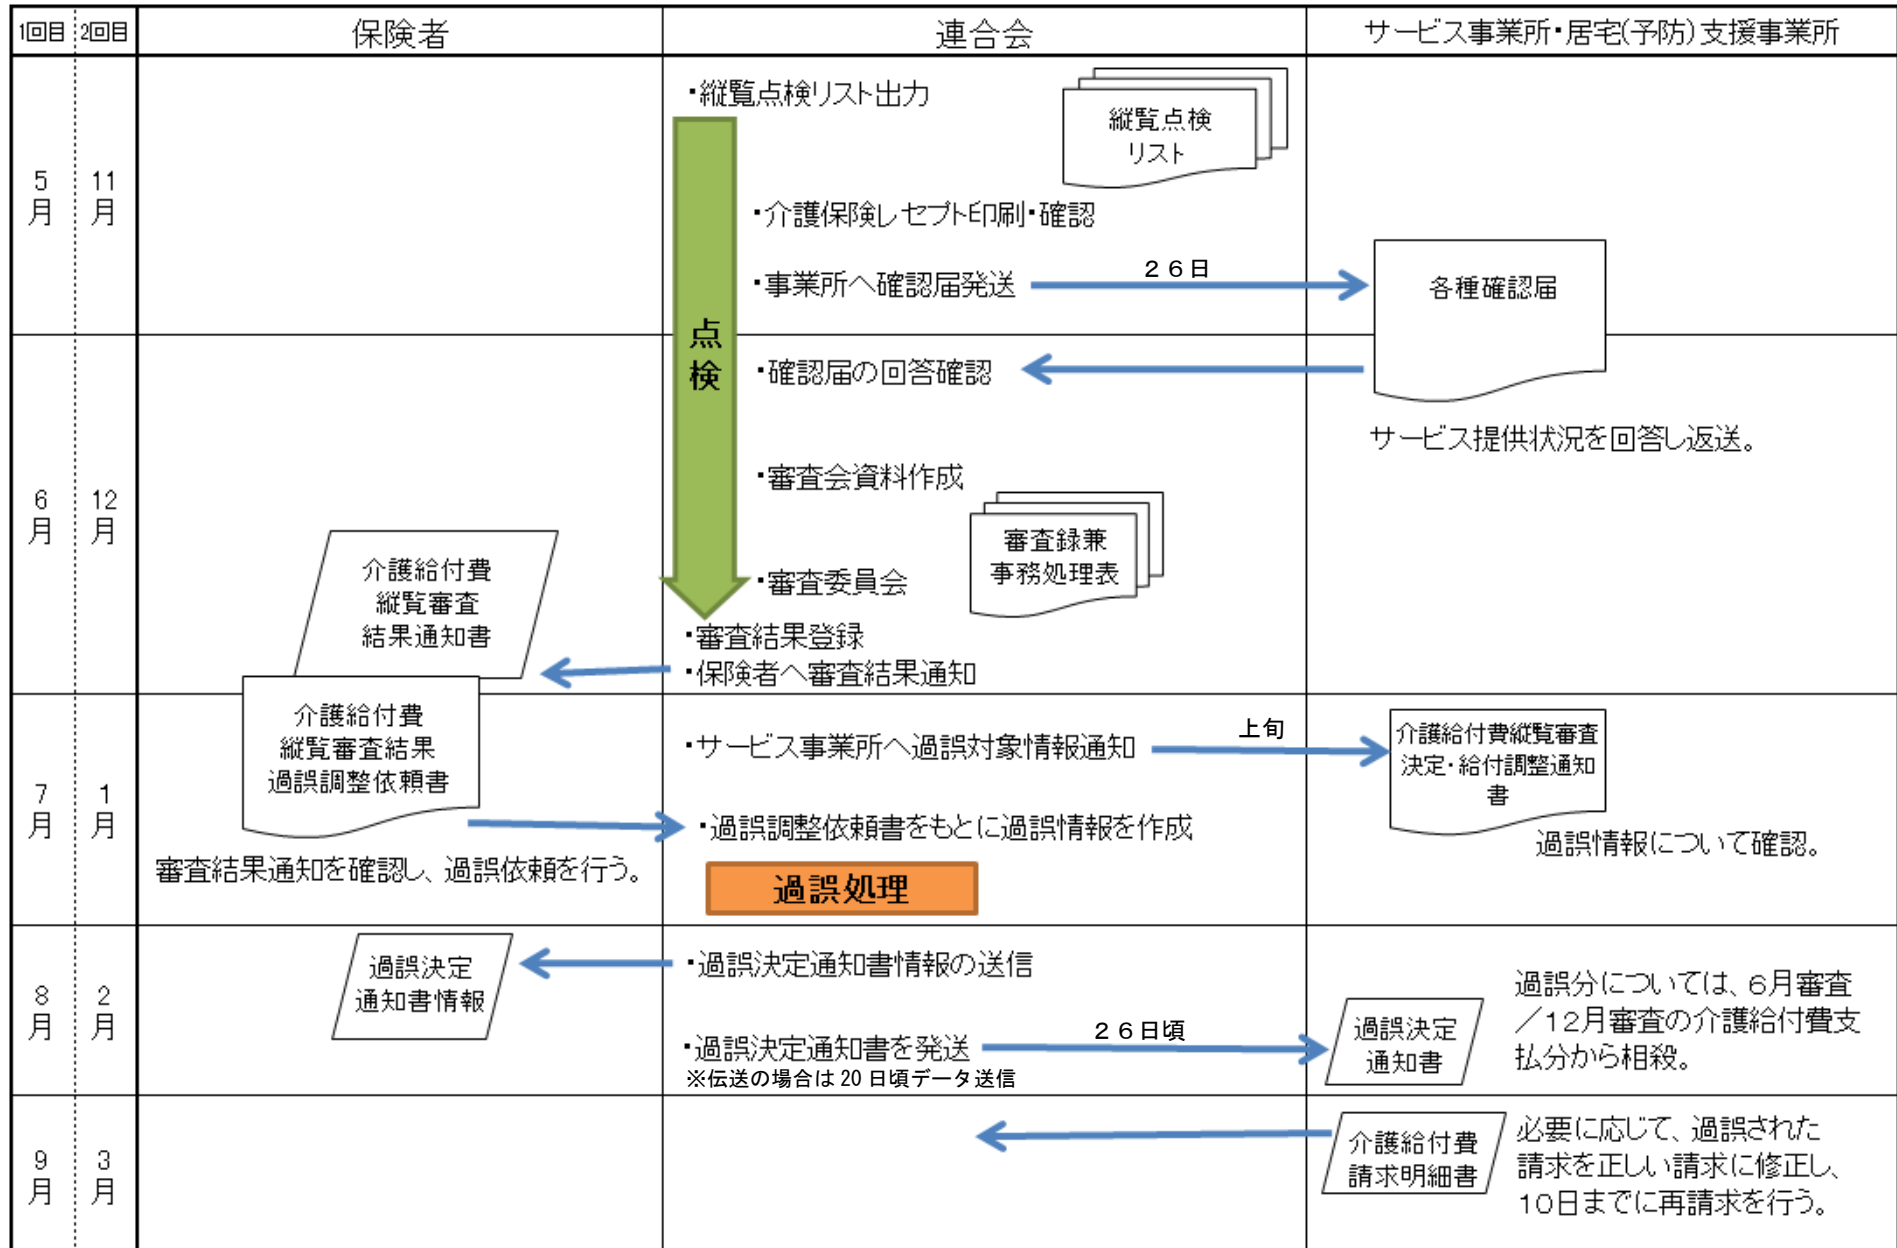 1回目 2回目 保険者 連合会 サービス事業所・居宅(予防)支援事業所
5月 11月
・縦覧点検リスト出力
縦覧点検
リスト
・介護保険レセプト印刷・確認
・事業所へ確認届発送
26日
各種確認届
点検
6月 12月
・確認届の回答確認
サービス提供状況を回答し返送。
・審査会資料作成
審査録兼
事務処理表
・審査委員会
介護給付費
縦覧審査
結果通知書
・審査結果登録
・保険者へ審査結果通知
7月 1月
介護給付費
縦覧審査結果
過誤調整依頼書
・サービス事業所へ過誤対象情報通知
上旬
介護給付費縦覧審査
決定・給付調整通知
書
・過誤調整依頼書をもとに過誤情報を作成
過誤情報について確認。
審査結果通知を確認し、過誤依頼を行う。
過誤処理
8月 2月
過誤決定
通知書情報
・過誤決定通知書情報の送信
・過誤決定通知書を発送
※伝送の場合は20日頃データ送信
26日頃
過誤決定
通知書
過誤分については、6月審査
／12月審査の介護給付費支
払分から相殺。
9月 3月
介護給付費
請求明細書
必要に応じて、過誤された
請求を正しい請求に修正し、
10日までに再請求を行う。